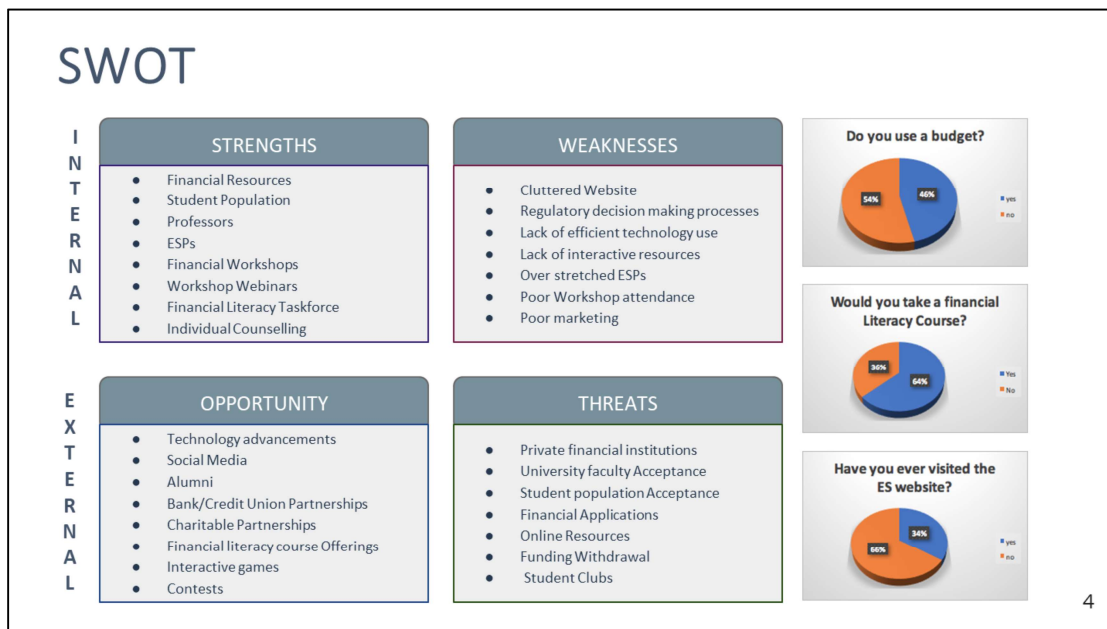 SWOT
INTERNAL
STRENGTHS
● Financial Resources
● Student Population
● Professors
● ESPs
● Financial Workshops
● Workshop Webinars
● Financial Literacy Taskforce
● Individual Counselling
WEAKNESSES
● Cluttered Website
● Regulatory decision making processes
● Lack of efficient technology use
● Lack of interactive resources
● Over stretched ESPs
● Poor Workshop attendance
● Poor marketing
EXTERNAL
OPPORTUNITY
● Technology advancements
● Social Media
● Alumni
● Bank/Credit Union Partnerships
● Charitable Partnerships
● Financial literacy course Offerings
● Interactive games
● Contests
THREATS
● Private financial institutions
● University faculty Acceptance
● Student population Acceptance
● Financial Applications
● Online Resources
● Funding Withdrawal
● Student Clubs
Do you use a budget?
54%
46%
yes
no
Would you take a financial
Literacy Course?
36%
64%
Yes
No
Have you ever visited the
ES website?
34%
66%
yes
no
4